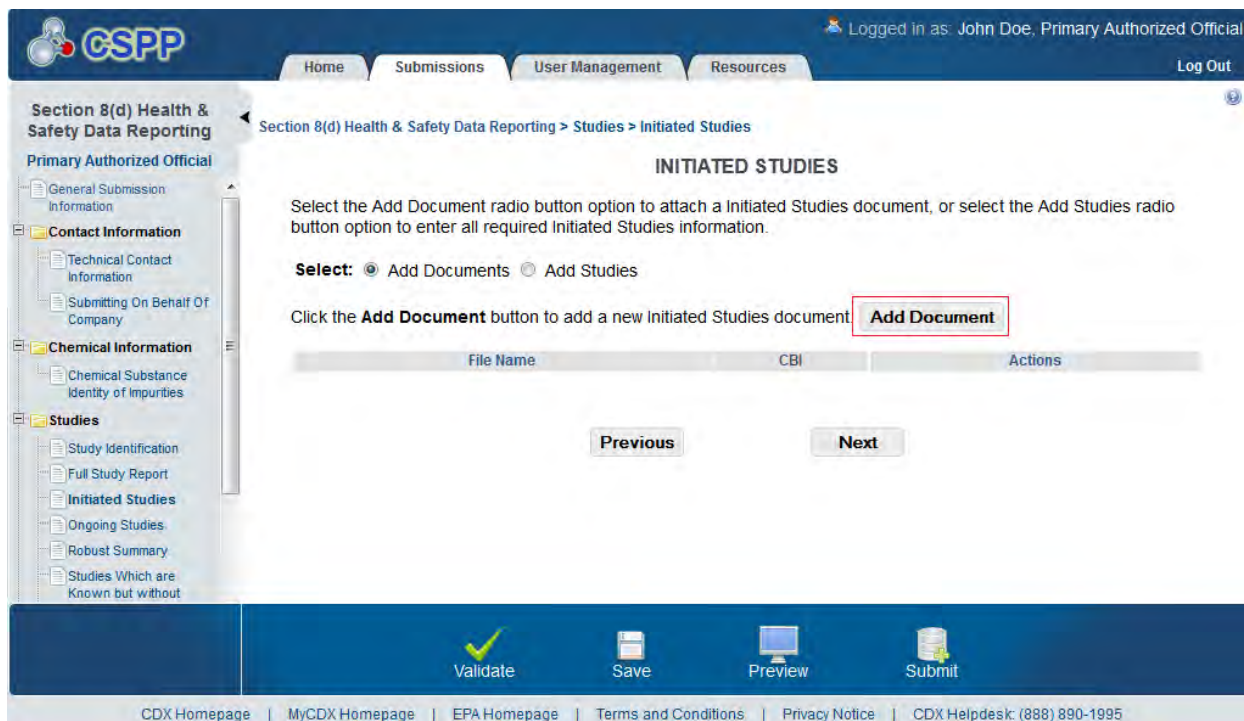 CSPP
Logged in as: John Doe, Primary Authorized Official
Home Submissions User Management Resources
Log Out
Section 8(d) Health &
Safety Data Reporting
Primary Authorized Official
General Submission
Information
Contact Information
Technical Contact
Information
Submitting On Behalf Of
Company
Chemical Information
Chemical Substance
Identity of Impurities
Studies
Study Identification
Full Study Report
Initiated Studies
Ongoing Studies
Robust Summary
Studies Which are
Known but without
Section 8(d) Health & Safety Data Reporting > Studies > Initiated Studies
INITIATED STUDIES
Select the Add Document radio button option to attach a Initiated Studies document, or select the Add Studies radio
button option to enter all required Initiated Studies information.
Select: Add Documents Add Studies
Click the Add Document button to add a new Initiated Studies document. Add Document
File Name CBI Actions
Previous Next
Validate Save Preview Submit
CDX Homepage | MyCDX Homepage | EPA Homepage | Terms and Conditions | Privacy Notice | CDX Helpdesk: (888) 890-1995